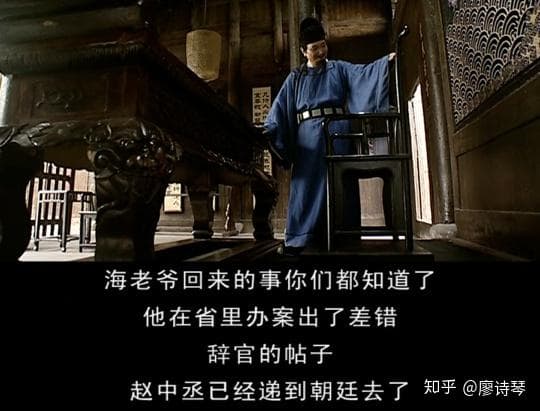 海老爷回来的事你们都知道了
他在省里办案出了差错
辞官的帖子
赵中丞已经递到朝廷去了
知乎 @廖诗琴